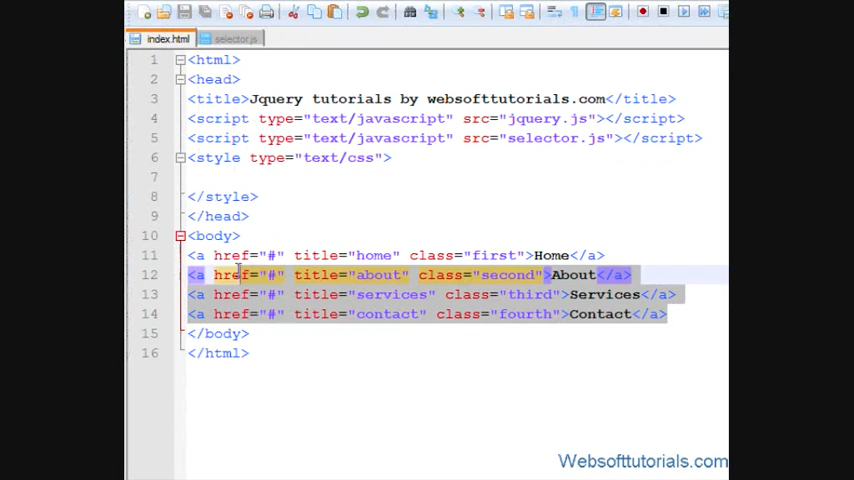 index.html selector.js
1 <html>
2 <head>
3 <title>Jquery tutorials by websofttutorials.com</title>
4 <script type="text/javascript" src="jquery.js"></script>
5 <script type="text/javascript" src="selector.js"></script>
6 <style type="text/css">
7
8 </style>
9 </head>
10 <body>
11 <a href="#" title="home" class="first">Home</a>
12 <a href="#" title="about" class="second">About</a>
13 <a href="#" title="services" class="third">Services</a>
14 <a href="#" title="contact" class="fourth">Contact</a>
15 </body>
16 </html>
Websofttutorials.com